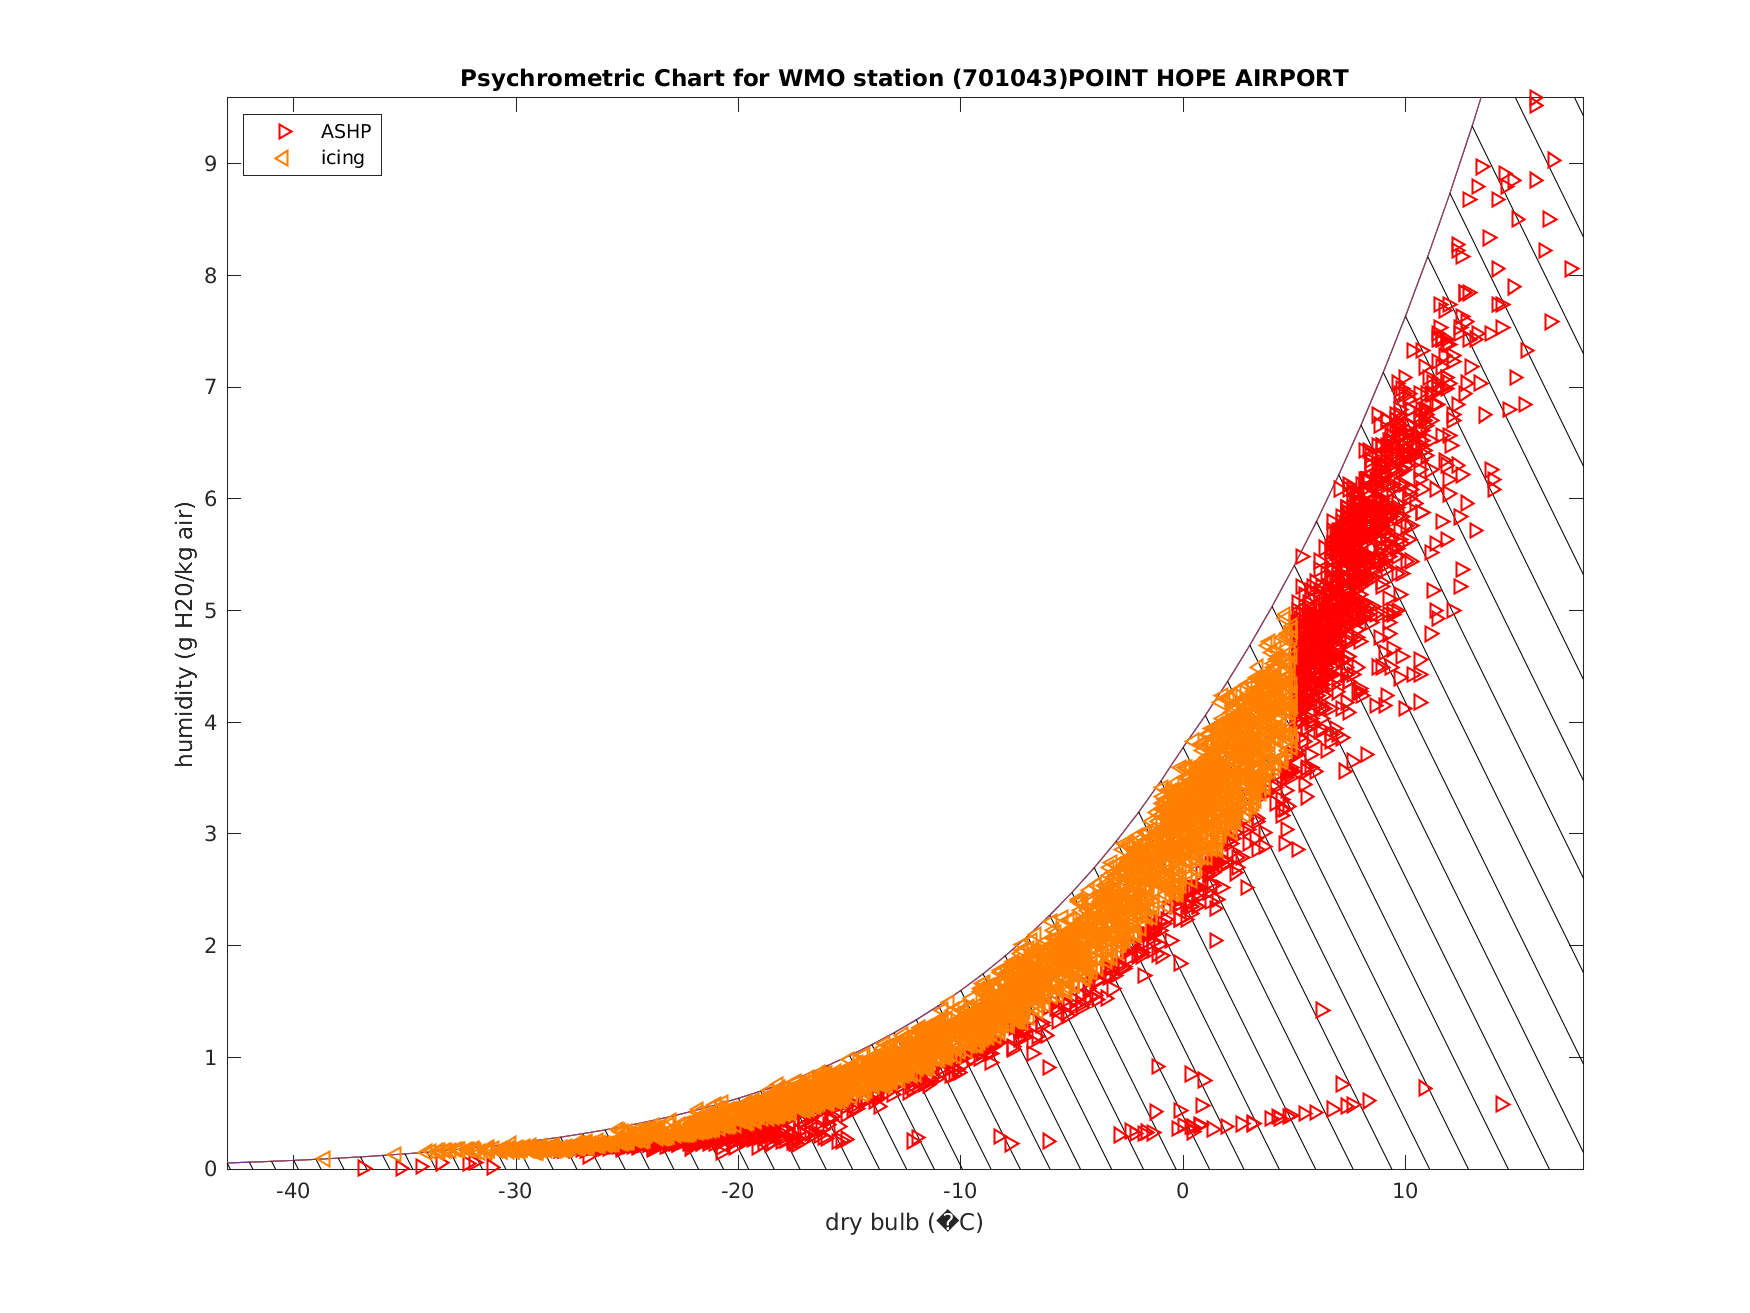 Psychrometric Chart for WMO station (701043)POINT HOPE AIRPORT
ASHP
icing
humidity (g H20/kg air)
9
8
7
6
5
4
3
2
1
0
-40 -30 -20 -10 0 10
dry bulb (�C)